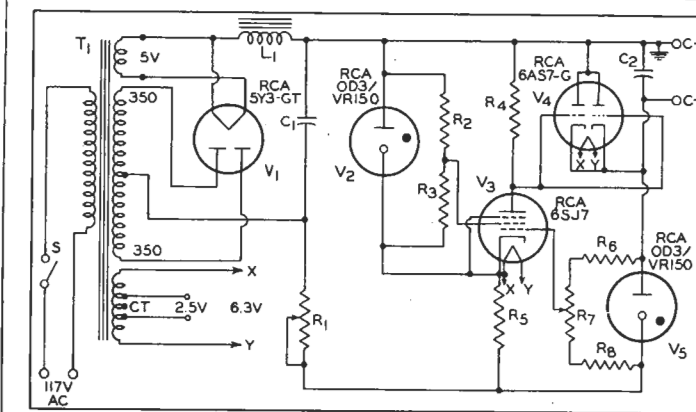 T1
5V
350
350
CT
2.5V
6.3V
X
Y
S
117V
AC
L1
RCA
5Y3-GT
V1
C1
R1
RCA
OD3/
VR150
V2
R2
R3
R4
V3
RCA
6SJ7
X Y
R5
RCA
6AS7-G
V4
X Y
C2
C-
C-
R6
R7
R8
RCA
OD3/
VR150
V5